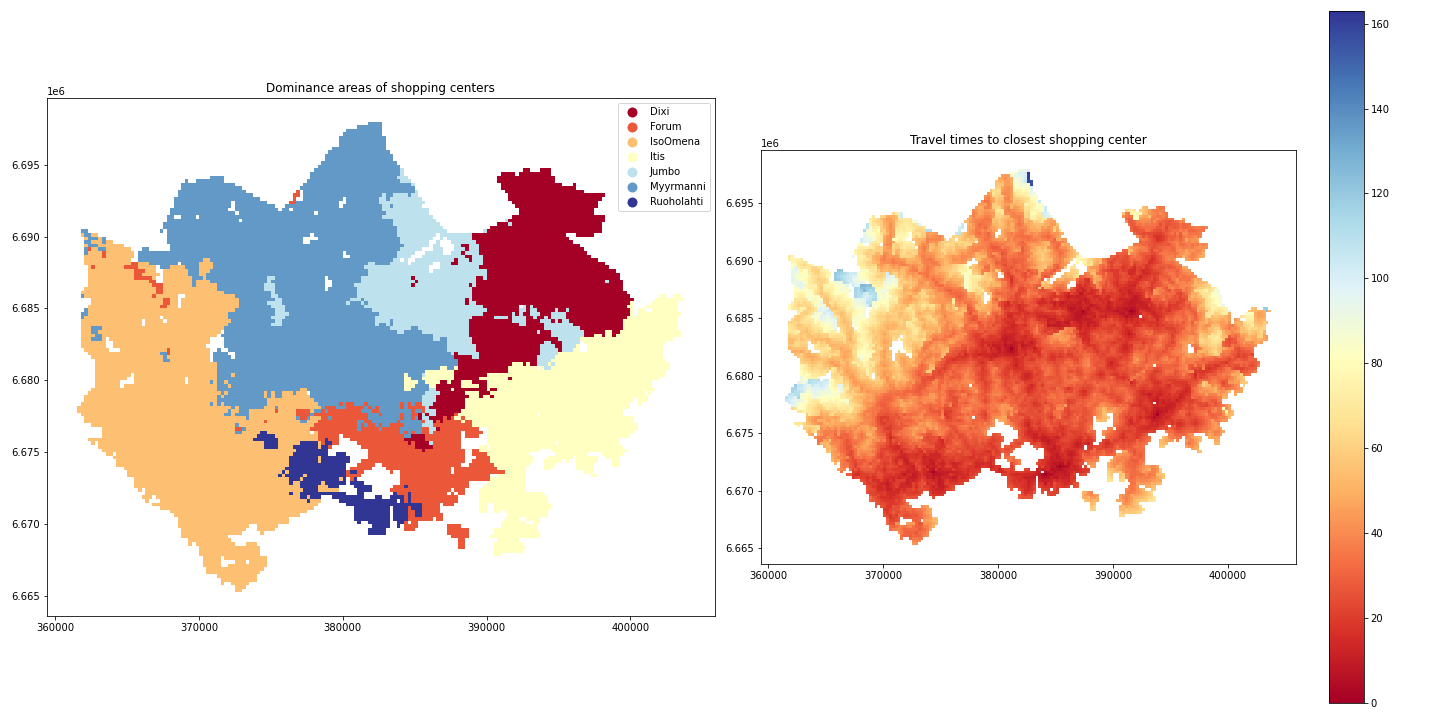 Dominance areas of shopping centers
1e6
Dixi
Forum
IsoOmena
Itis
Jumbo
Myyrmanni
Ruoholahti
6.695
6.690
6.685
6.680
6.675
6.670
6.665
360000 370000 380000 390000 400000
Travel times to closest shopping center
1e6
6.695
6.690
6.685
6.680
6.675
6.670
6.665
360000 370000 380000 390000 400000
160
140
120
100
80
60
40
20
0